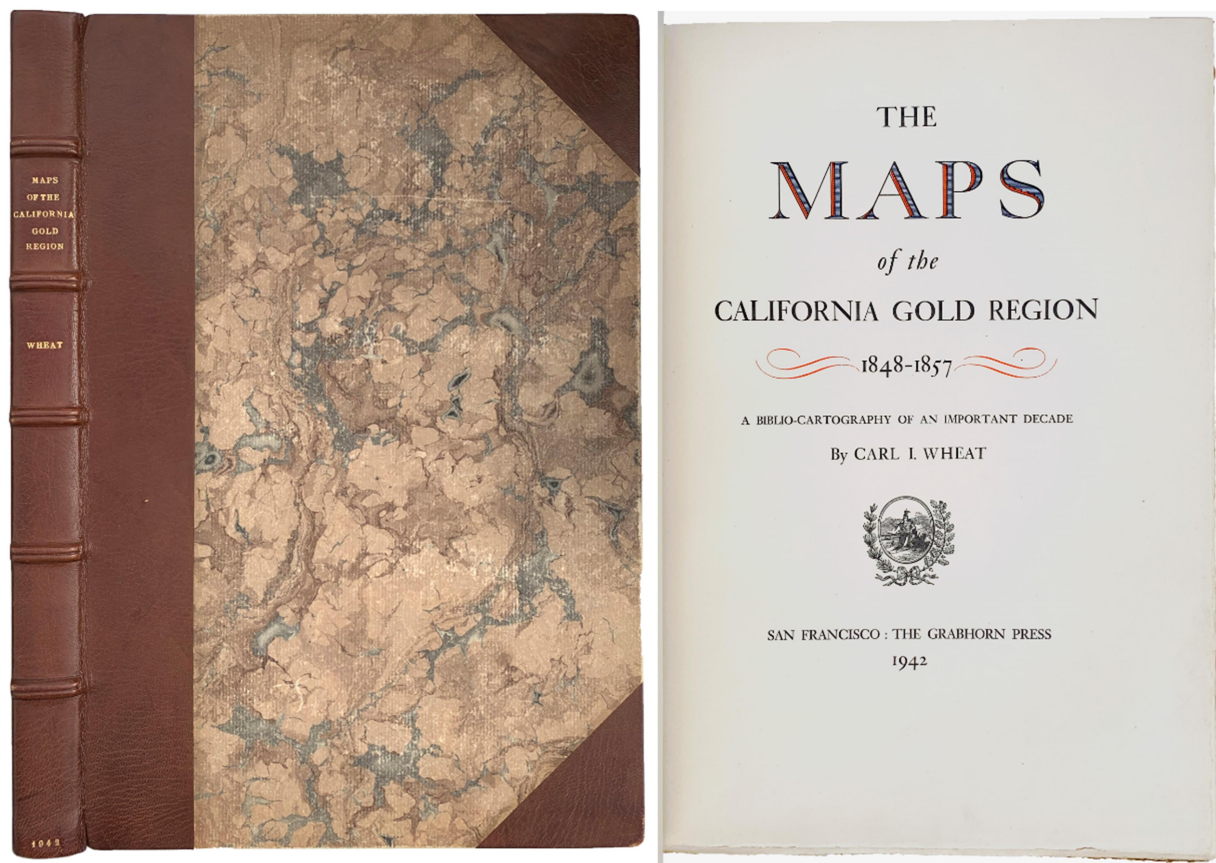 MAPS
OF THE
CALIFORNIA
GOLD
REGION
WHEAT
1942
THE
MAPS
of the
CALIFORNIA GOLD REGION
1848-1857
A BIBLIO-CARTOGRAPHY OF AN IMPORTANT DECADE
By CARL I. WHEAT
SAN FRANCISCO : THE GRABHORN PRESS
1942